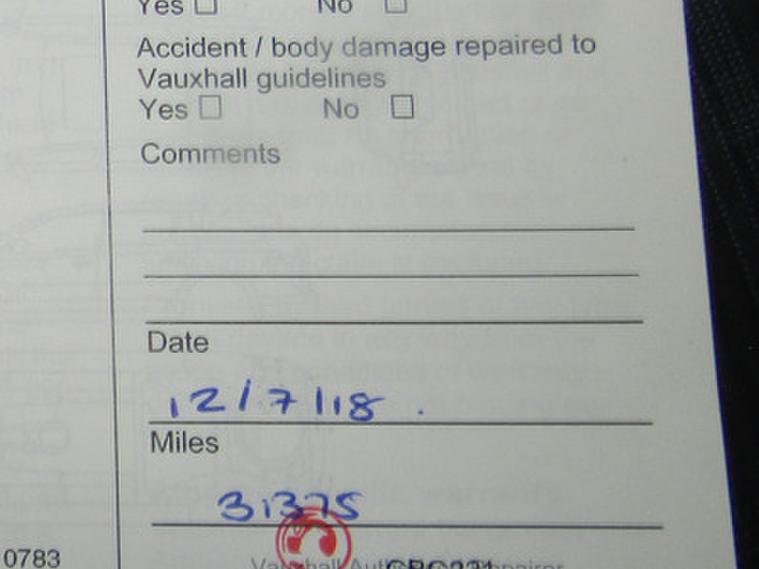 Yes ☐ No ☐
Accident / body damage repaired to
Vauxhall guidelines
Yes ☐ No ☐
Comments
Date
12/7/18 .
Miles
31375
0783